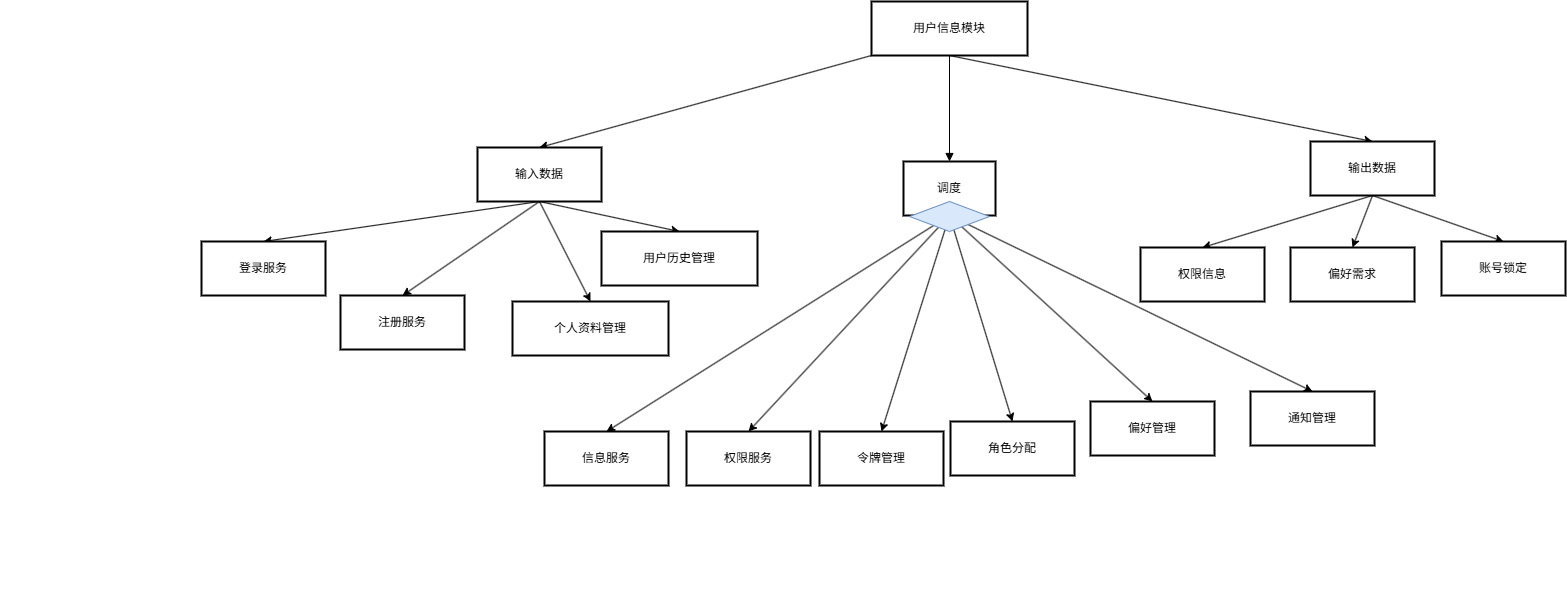 用户信息模块
输入数据
调度
输出数据
登录服务
注册服务
个人资料管理
用户历史管理
权限信息
偏好需求
账号锁定
信息服务
权限服务
令牌管理
角色分配
偏好管理
通知管理